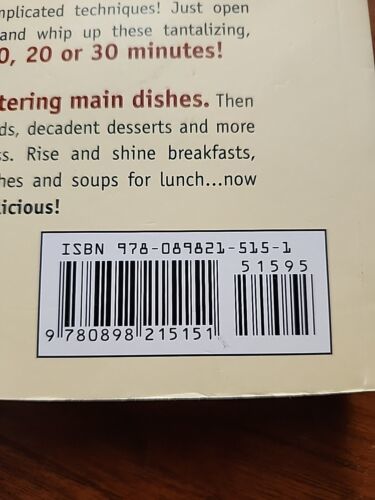 mplicated techniques! Just open
and whip up these tantalizing,
0, 20 or 30 minutes!
tering main dishes. Then
ds, decadent desserts and more
s. Rise and shine breakfasts,
hes and soups for lunch...now
licious!
ISBN 978-089821-515-1
51595
9 780898 215151